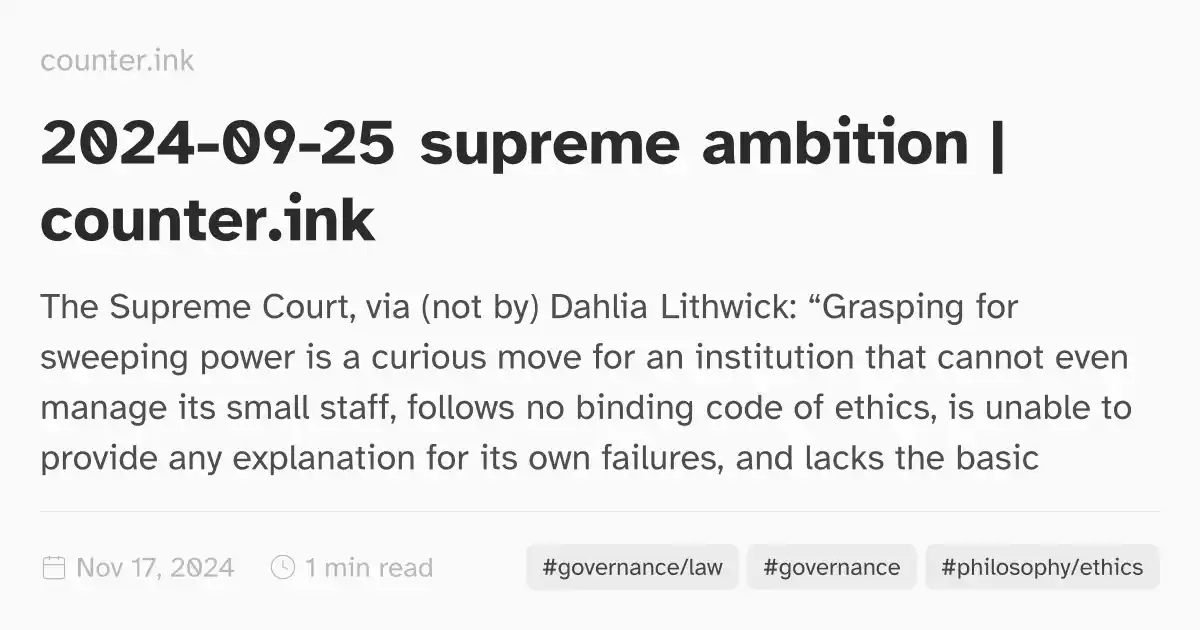 counter.ink
2024-09-25 supreme ambition |
counter.ink
The Supreme Court, via (not by) Dahlia Lithwick: “Grasping for
sweeping power is a curious move for an institution that cannot even
manage its small staff, follows no binding code of ethics, is unable to
provide any explanation for its own failures, and lacks the basic
Nov 17, 2024 1 min read #governance/law #governance #philosophy/ethics